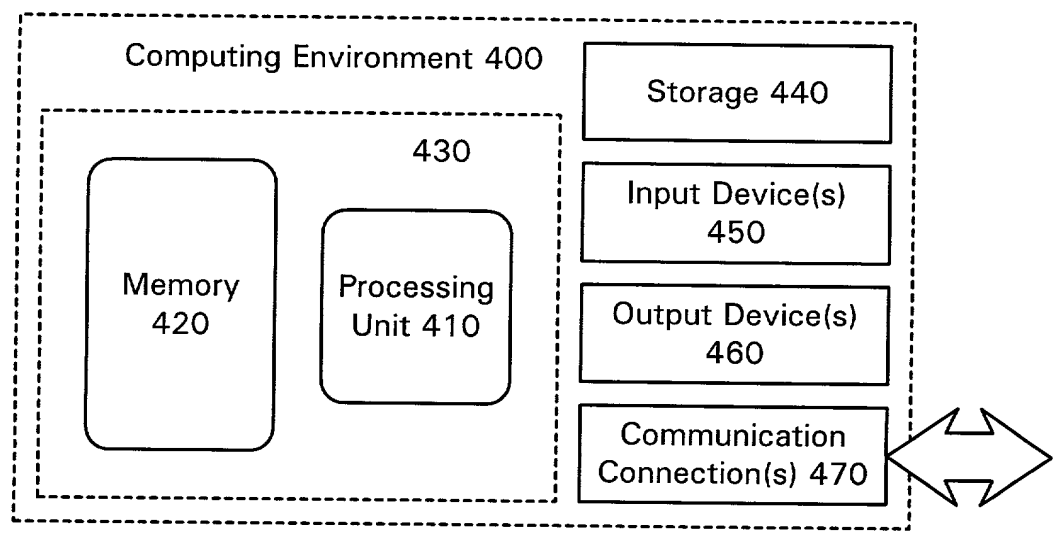 Computing Environment 400
430
Memory
420
Processing
Unit 410
Storage 440
Input Device(s)
450
Output Device(s)
460
Communication
Connection(s) 470